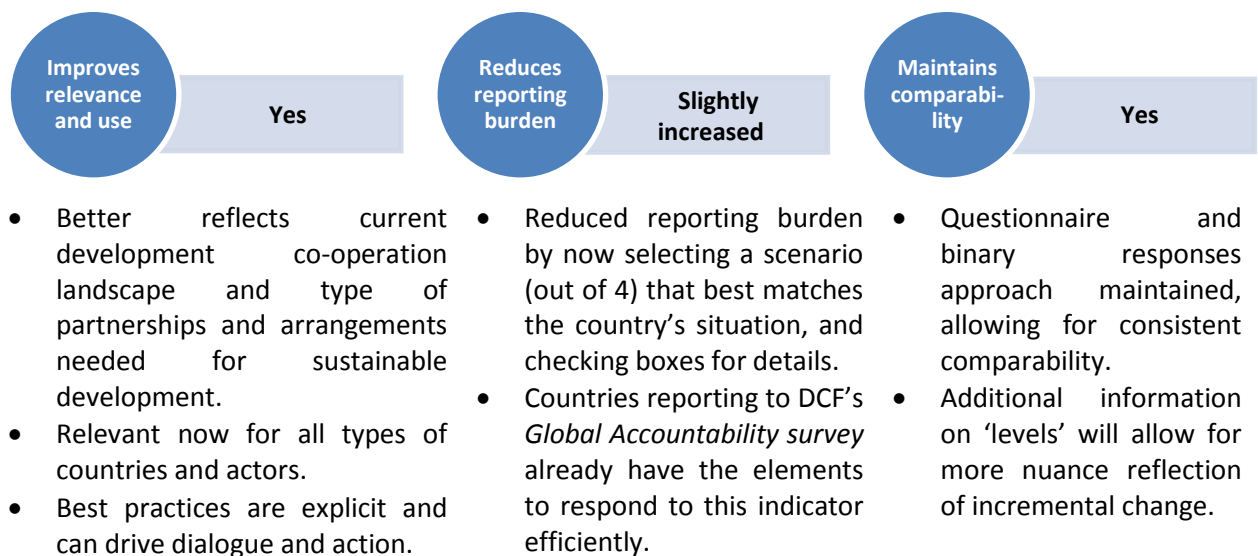 Improves
relevance
and use
Yes
Reduces
reporting
burden
Slightly
increased
Maintains
comparabi-
lity
Yes
• Better reflects current
development co-operation
landscape and type of
partnerships and arrangements
needed for sustainable
development.
• Relevant now for all types of
countries and actors.
• Best practices are explicit and
can drive dialogue and action.
• Reduced reporting burden
by now selecting a scenario
(out of 4) that best matches
the country’s situation, and
checking boxes for details.
• Countries reporting to DCF’s
Global Accountability survey
already have the elements
to respond to this indicator
efficiently.
• Questionnaire and
binary responses
approach maintained,
allowing for consistent
comparability.
• Additional information
on ‘levels’ will allow for
more nuance reflection
of incremental change.